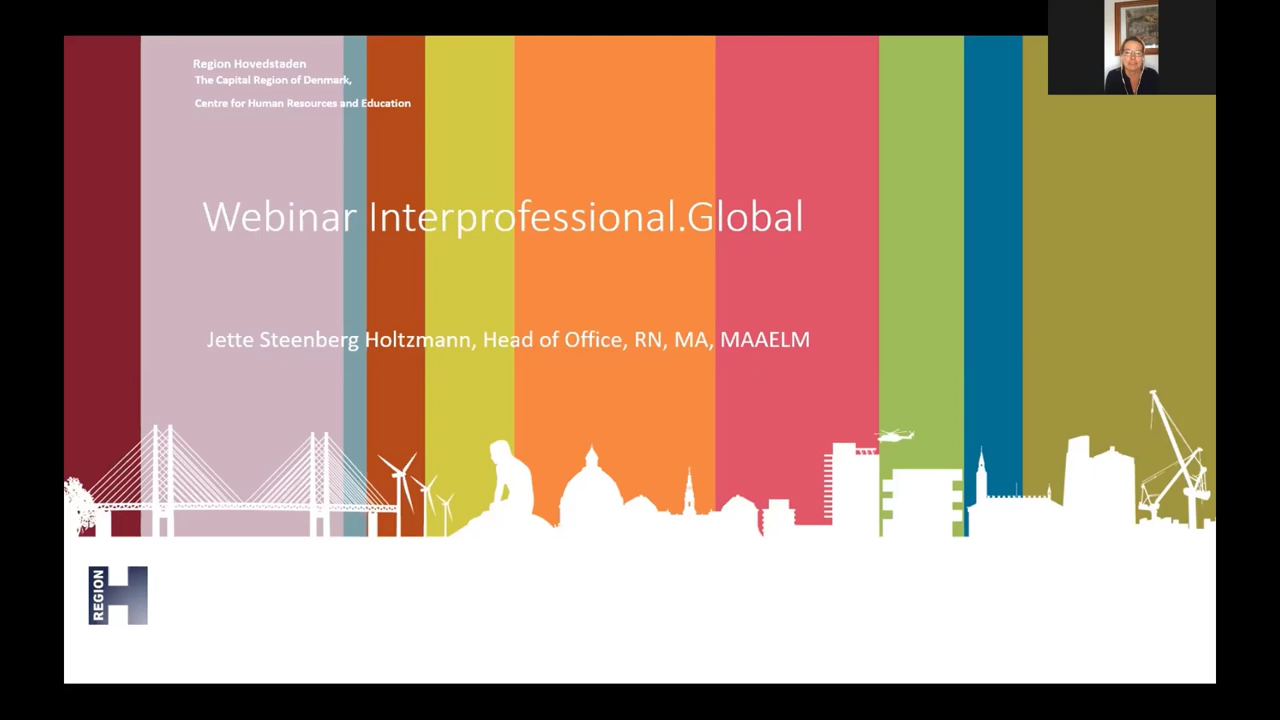 Region Hovedstaden
The Capital Region of Denmark,
Centre for Human Resources and Education
Webinar Interprofessional.Global
Jette Steenberg Holtzmann, Head of Office, RN, MA, MAAELM
REGION H